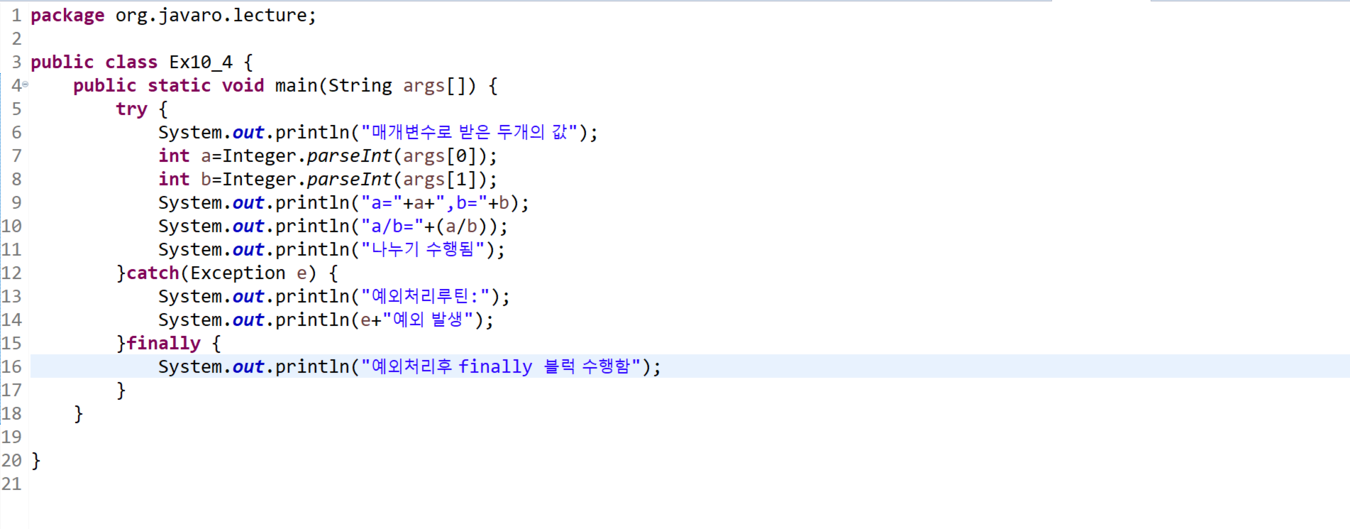 1 package org.javaro.lecture;
2
3 public class Ex10_4 {
4 public static void main(String args[]) {
5 try {
6 System.out.println("매개변수로 받은 두개의 값");
7 int a=Integer.parseInt(args[0]);
8 int b=Integer.parseInt(args[1]);
9 System.out.println("a="+a+",b="+b);
10 System.out.println("a/b="+(a/b));
11 System.out.println("나누기 수행됨");
12 }catch(Exception e) {
13 System.out.println("예외처리루틴:");
14 System.out.println(e+"예외 발생");
15 }finally {
16 System.out.println("예외처리후 finally 블럭 수행함");
17 }
18 }
19
20 }
21